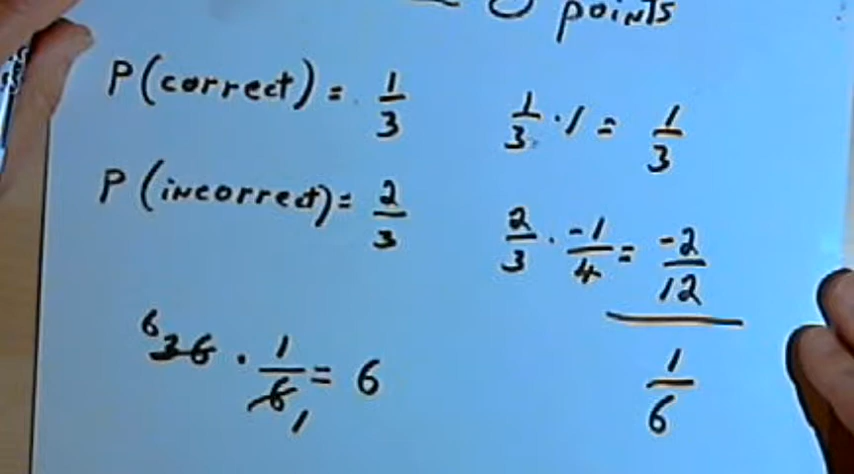 points
P(correct) = 1/3
1/3 · 1 = 1/3
P(incorrect) = 2/3
2/3 · -1/4 = -2/12
6
36 · 1/6 = 6
1
1/6